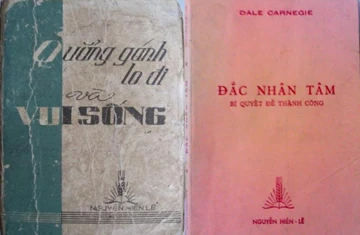 Quẳng gánh
lo đi
và
VUI SỐNG
NGUYỄN HIẾN LÊ
DALE CARNEGIE
ĐẮC NHÂN TÂM
BÍ QUYẾT ĐỂ THÀNH CÔNG
NGUYỄN HIẾN-LÊ